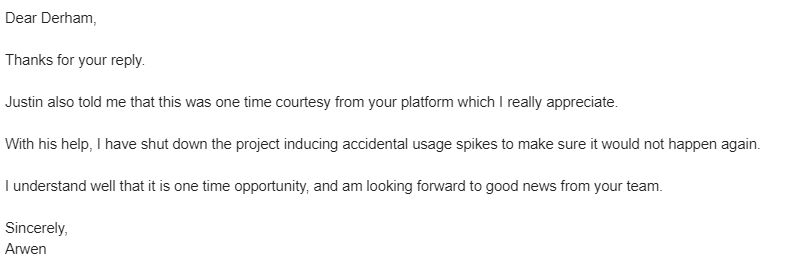 Dear Derham,
Thanks for your reply.
Justin also told me that this was one time courtesy from your platform which I really appreciate.
With his help, I have shut down the project inducing accidental usage spikes to make sure it would not happen again.
I understand well that it is one time opportunity, and am looking forward to good news from your team.
Sincerely,
Arwen